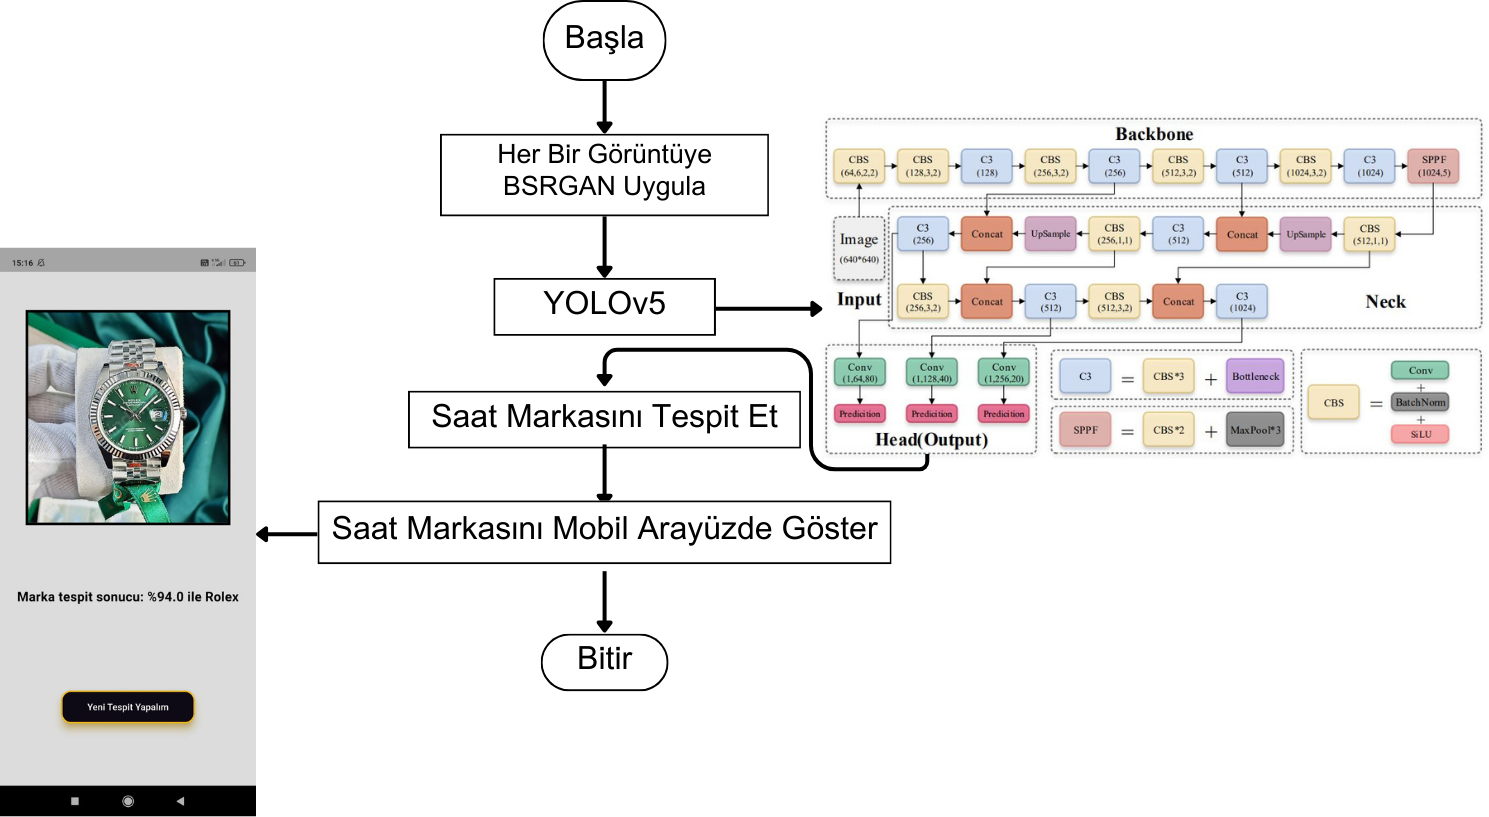 Başla
Her Bir Görüntüye
BSRGAN Uygula
YOLOv5
Saat Markasını Tespit Et
Saat Markasını Mobil Arayüzde Göster
Bitir
15:16
Marka tespit sonucu: %94.0 ile Rolex
Yeni Tespit Yapalım
Backbone
CBS
(64,6,2,2)
CBS
(128,3,2)
C3
(128)
CBS
(256,3,2)
C3
(256)
CBS
(512,3,2)
C3
(512)
CBS
(1024,3,2)
C3
(1024)
SPPF
(1024,5)
Image
(640*640)
Input
C3
(256)
Concat
UpSample
CBS
(256,1,1)
C3
(512)
Concat
UpSample
CBS
(512,1,1)
CBS
(256,3,2)
Concat
C3
(512)
CBS
(512,3,2)
Concat
C3
(1024)
Neck
Conv
(1,64,80)
Conv
(1,128,40)
Conv
(1,256,20)
Predicition
Predicition
Predicition
Head(Output)
C3 = CBS*3 + Bottleneck
SPPF = CBS*2 + MaxPool*3
CBS =
Conv
+
BatchNorm
+
SiLU